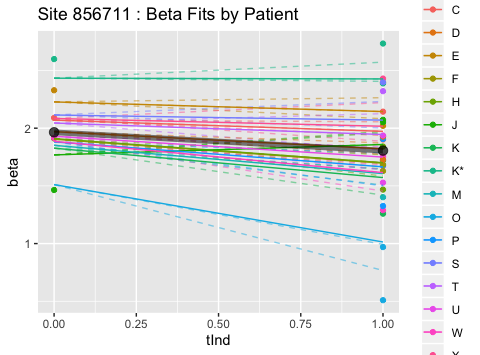 Site 856711 : Beta Fits by Patient
beta
2
1
0.00 0.25 0.50 0.75 1.00
tInd
C
D
E
F
H
J
K
K*
M
O
P
S
T
U
W